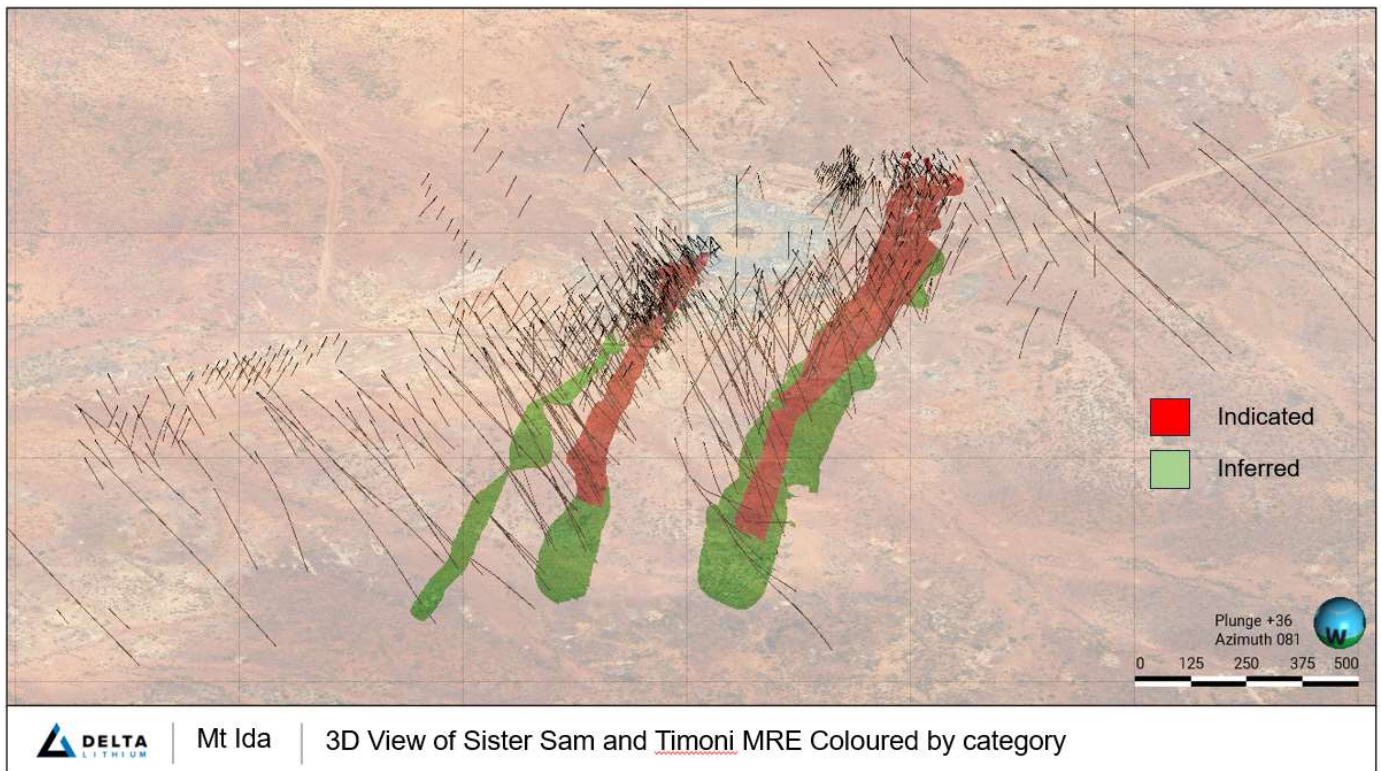 Indicated
Inferred
Plunge +36
Azimuth 081
W
0 125 250 375 500
DELTA
LITHIUM
Mt Ida
3D View of Sister Sam and Timoni MRE Coloured by category